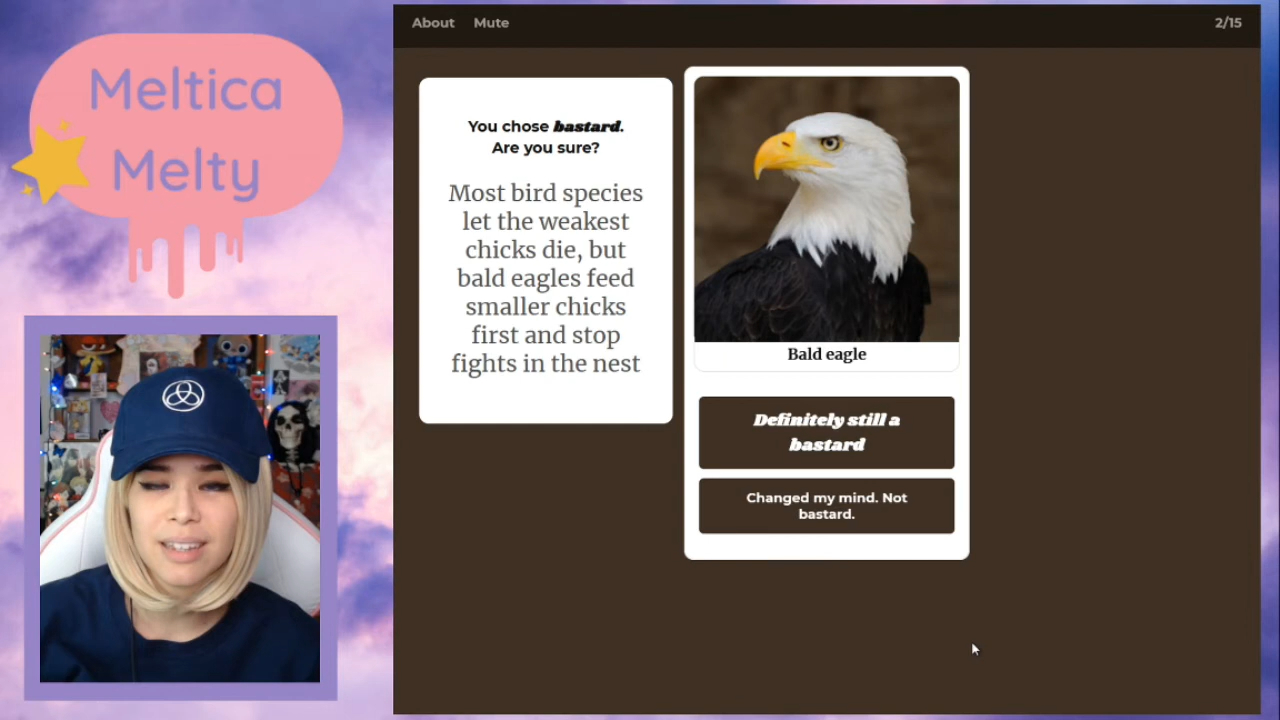 Meltica
Melty
About Mute 2/15
You chose bastard.
Are you sure?
Most bird species
let the weakest
chicks die, but
bald eagles feed
smaller chicks
first and stop
fights in the nest
Bald eagle
Definitely still a
bastard
Changed my mind. Not
bastard.